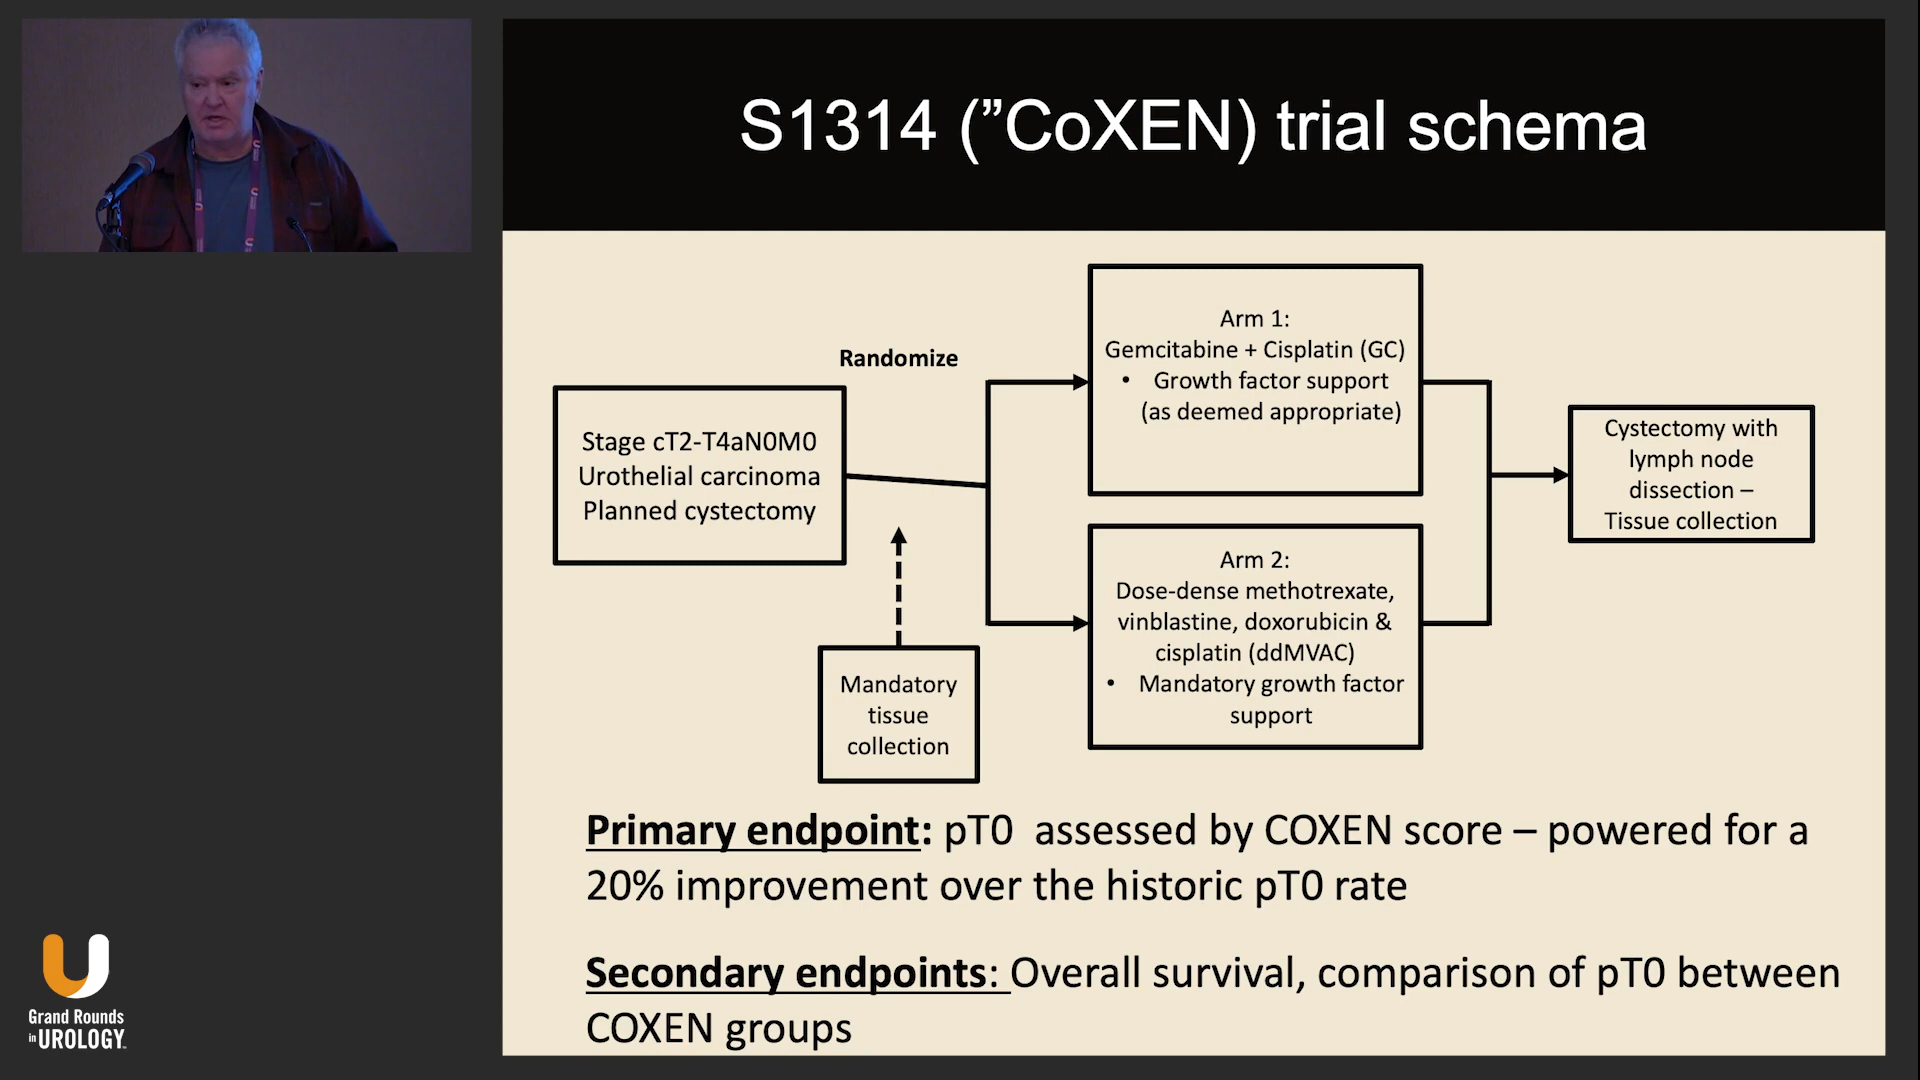 S1314 (”CoXEN) trial schema
Randomize
Stage cT2-T4aN0M0
Urothelial carcinoma
Planned cystectomy
Mandatory
tissue
collection
Arm 1:
Gemcitabine + Cisplatin (GC)
• Growth factor support
(as deemed appropriate)
Arm 2:
Dose-dense methotrexate,
vinblastine, doxorubicin &
cisplatin (ddMVAC)
• Mandatory growth factor
support
Cystectomy with
lymph node
dissection –
Tissue collection
Primary endpoint: pT0 assessed by COXEN score – powered for a
20% improvement over the historic pT0 rate
Secondary endpoints: Overall survival, comparison of pT0 between
COXEN groups
Grand Rounds
in UROLOGY